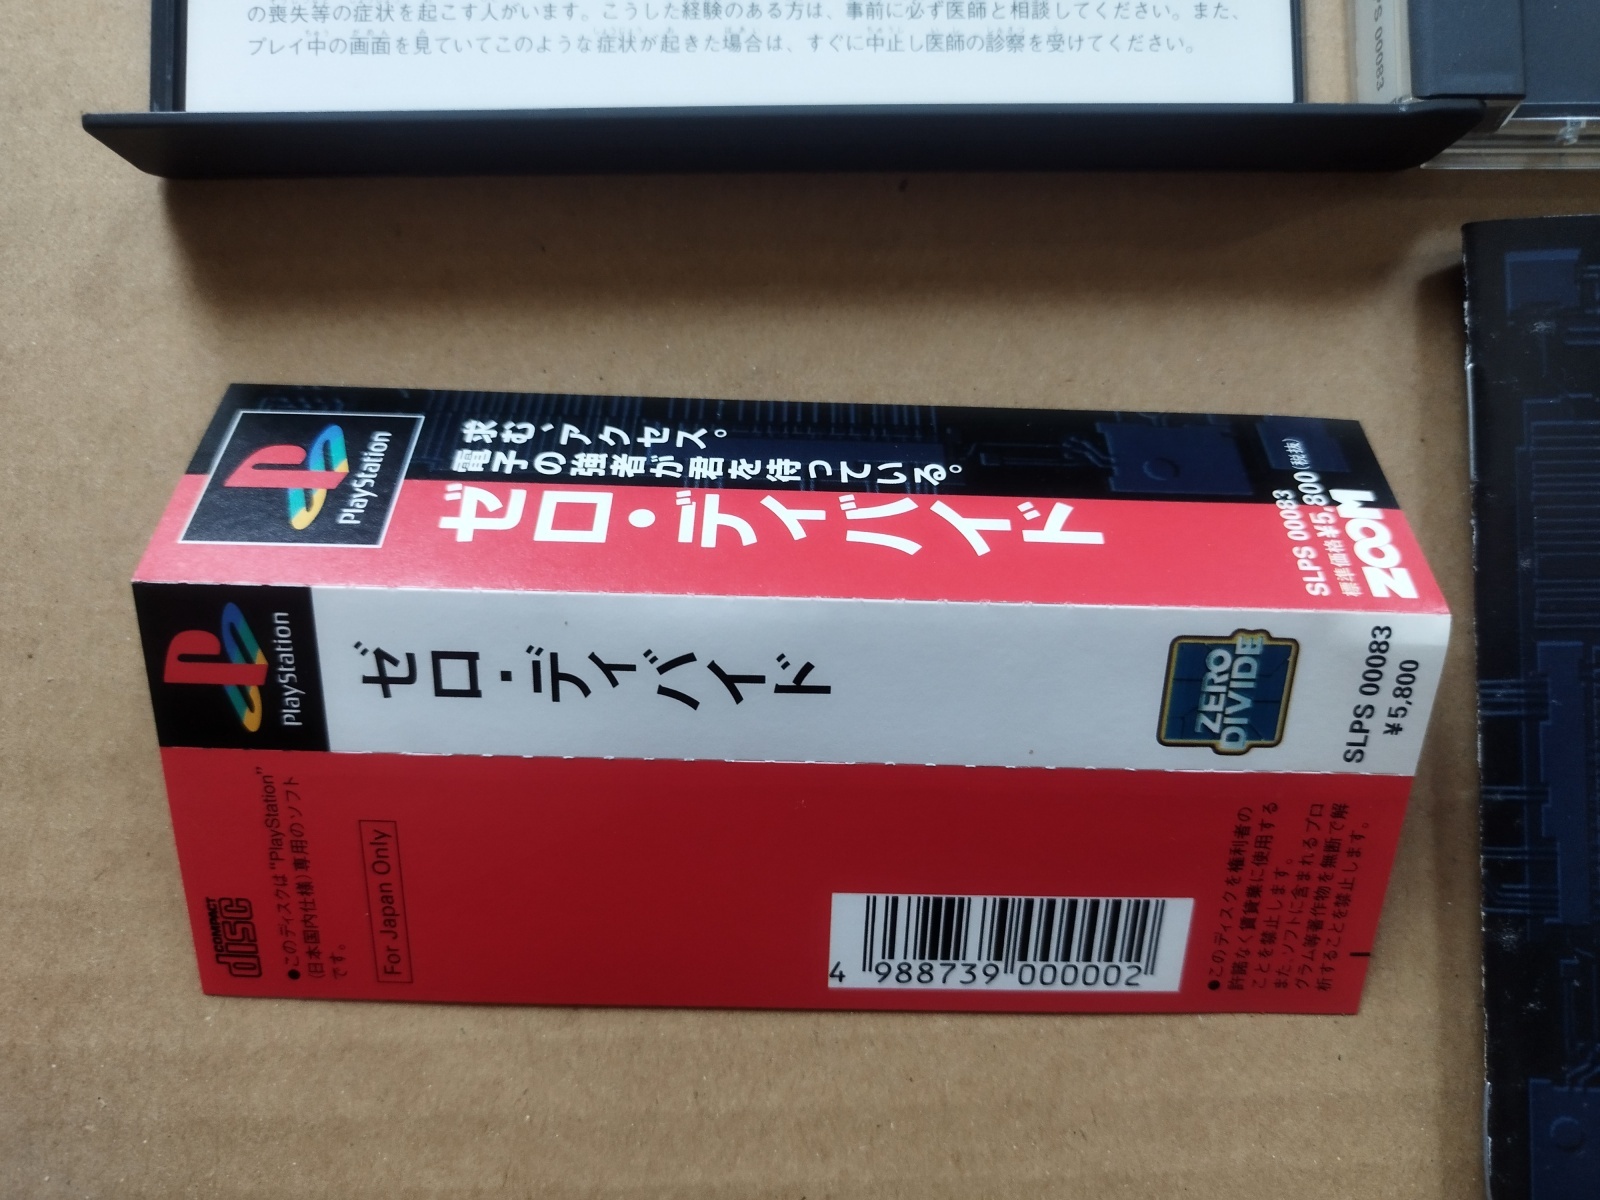 の喪失等の症状を起こす人がいます。こうした経験のある方は、事前に必ず医師と相談してください。また、
プレイ中の画面を見ていてこのような症状が起きた場合は、すぐに中止し医師の診察を受けてください。
00083
PlayStation
求む、アクセス。
電子の強者が君を待っている。
ゼロ・ディバイド
SLPS 00083
標準価格¥5,800(税抜)
ZOOM
PlayStation
ゼロ・ディバイド
ZERO
DIVIDE
SLPS 00083
¥5,800
COMPACT
disc
●このディスクは"PlayStation"
(日本国内仕様)専用のソフト
です。
For Japan Only
4 988739 000002
●このディスクを権利者の
許諾なく賃貸業に使用する
ことを禁止します。
また、ソフトに含まれるプロ
グラム等著作物を無断で解
析することを禁止します。